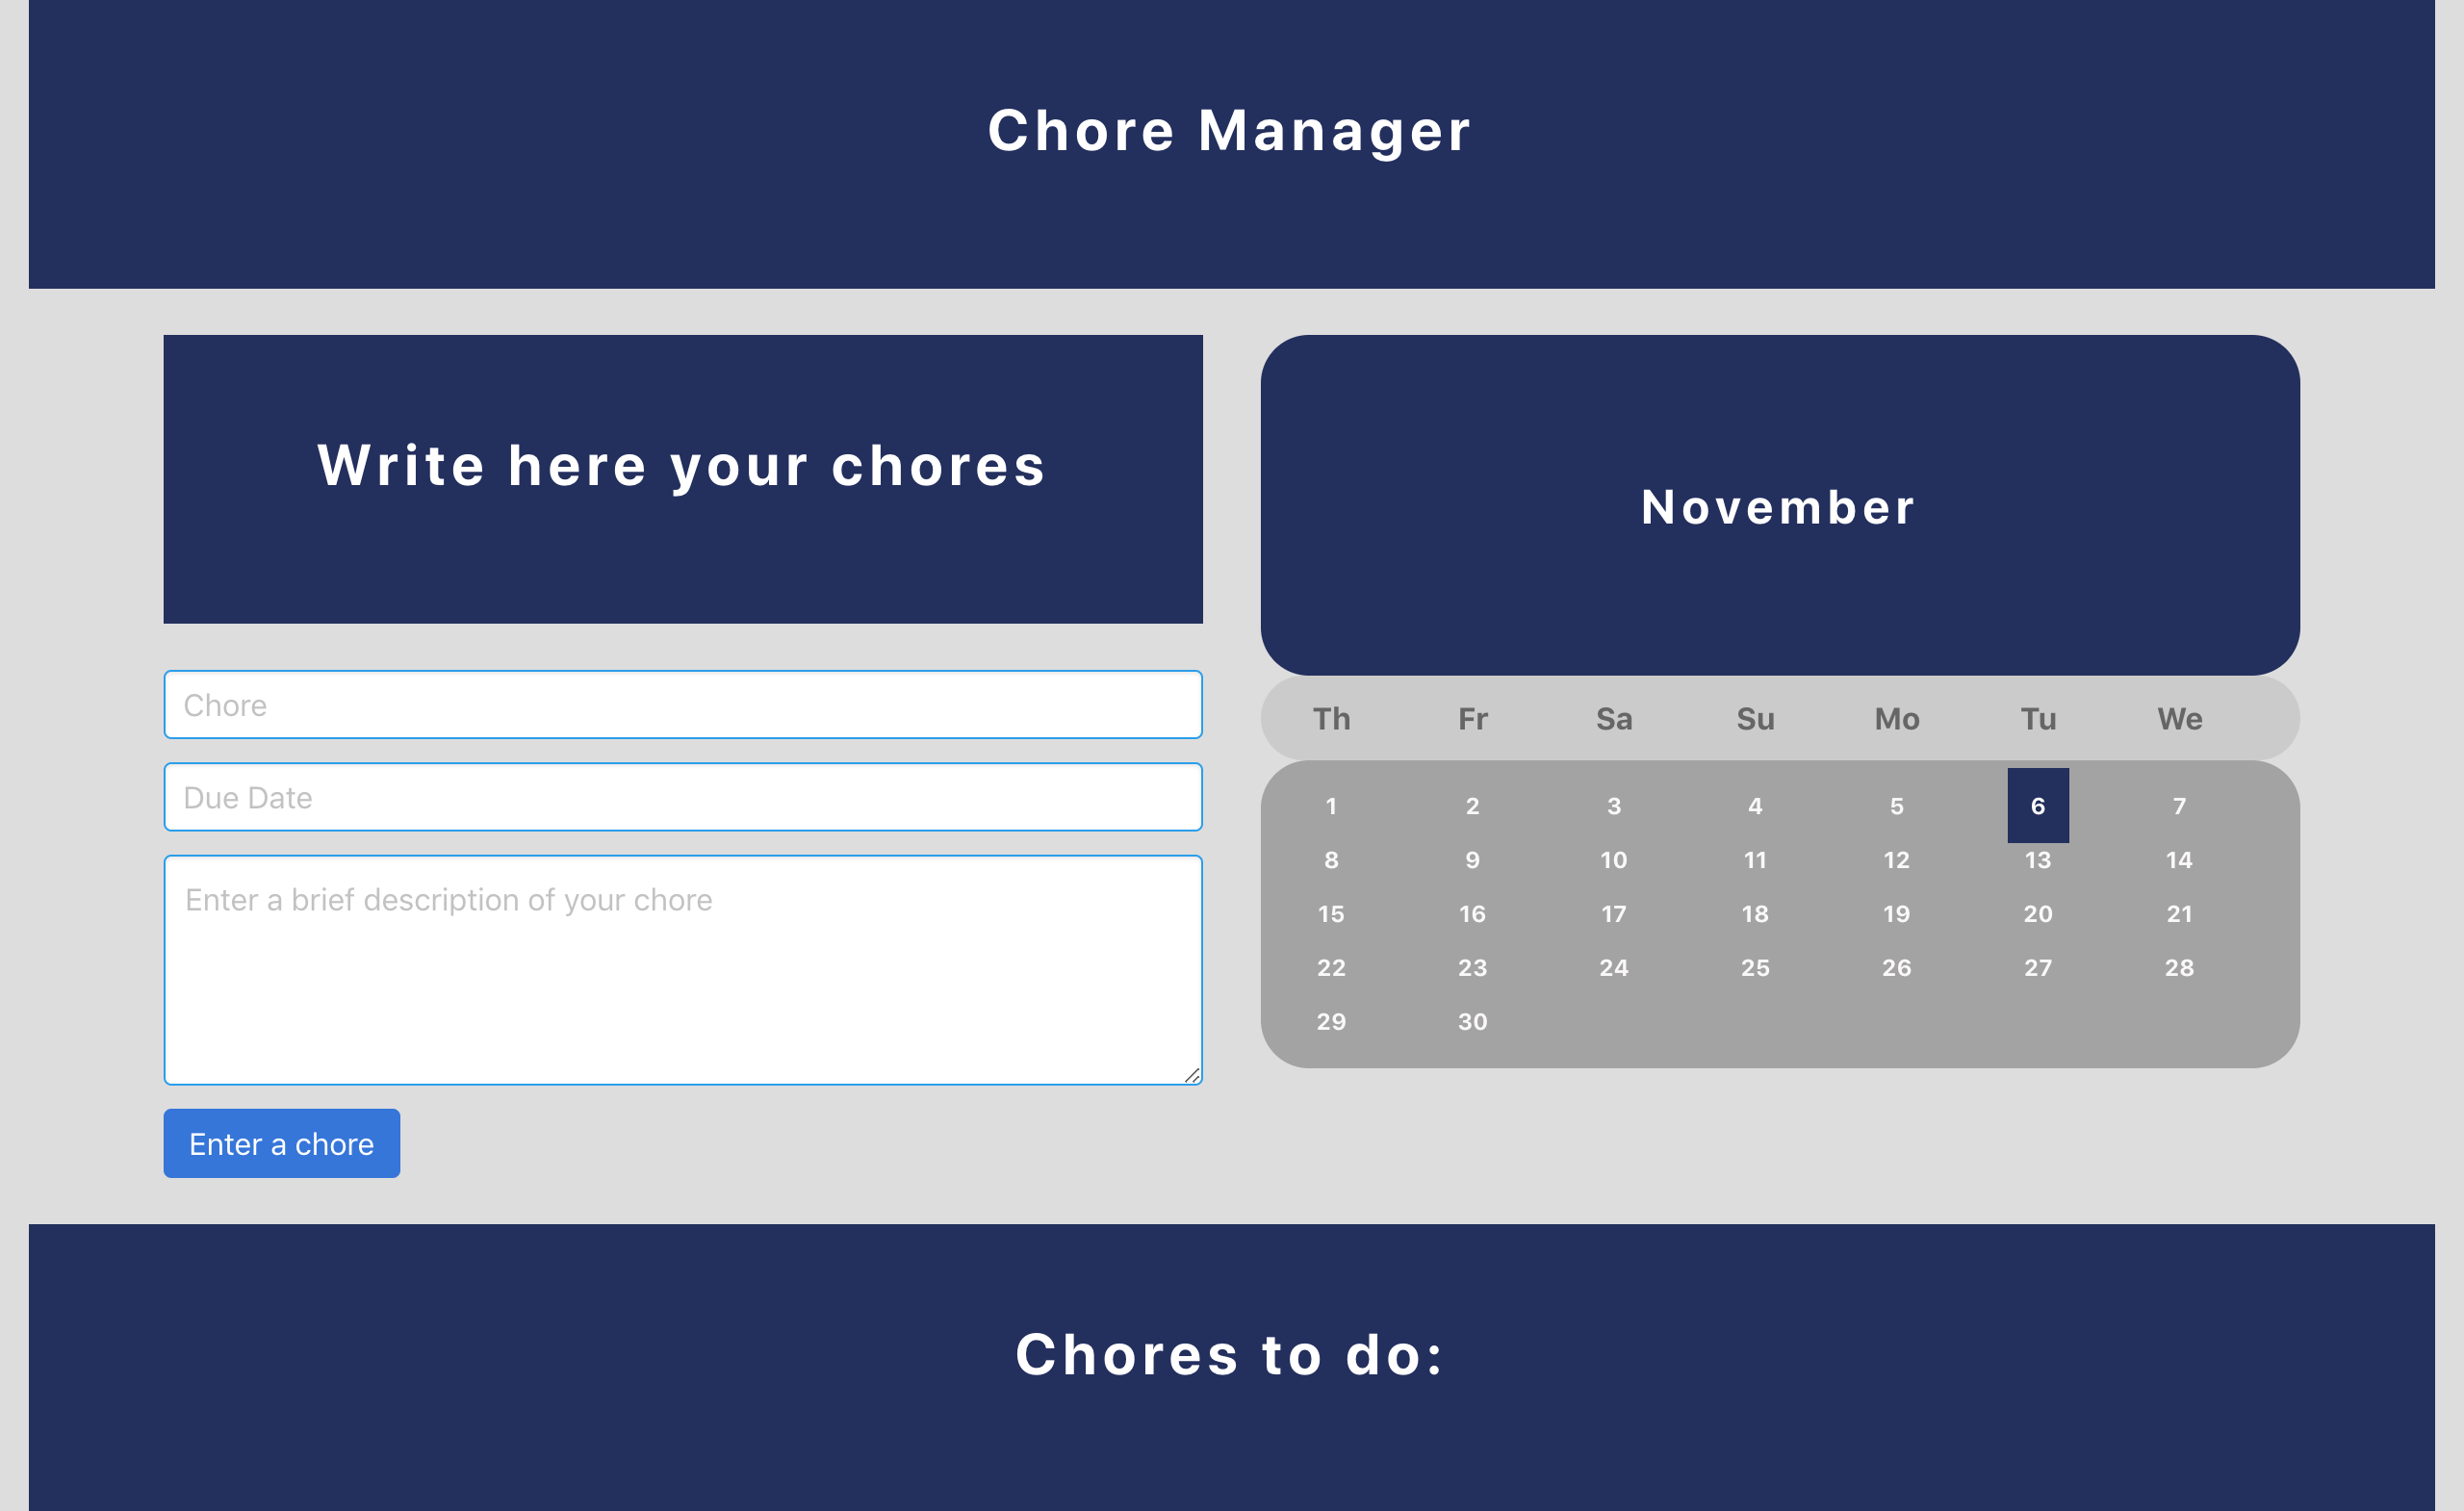 Chore Manager
Write here your chores
Chore
Due Date
Enter a brief description of your chore
Enter a chore
November
Th Fr Sa Su Mo Tu We
1 2 3 4 5 6 7
8 9 10 11 12 13 14
15 16 17 18 19 20 21
22 23 24 25 26 27 28
29 30
Chores to do: